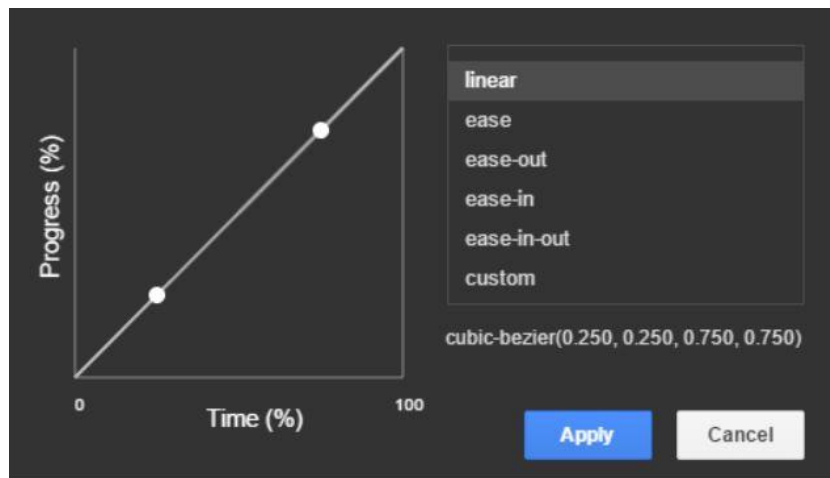 Progress (%)
0
Time (%)
100
linear
ease
ease-out
ease-in
ease-in-out
custom
cubic-bezier(0.250, 0.250, 0.750, 0.750)
Apply
Cancel